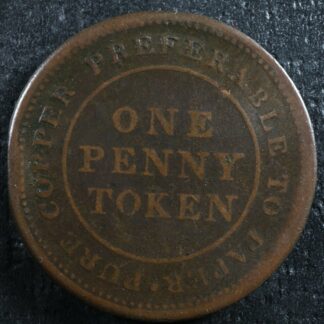 PURE COPPER PREFERABLE TO PAPER
ONE
PENNY
TOKEN